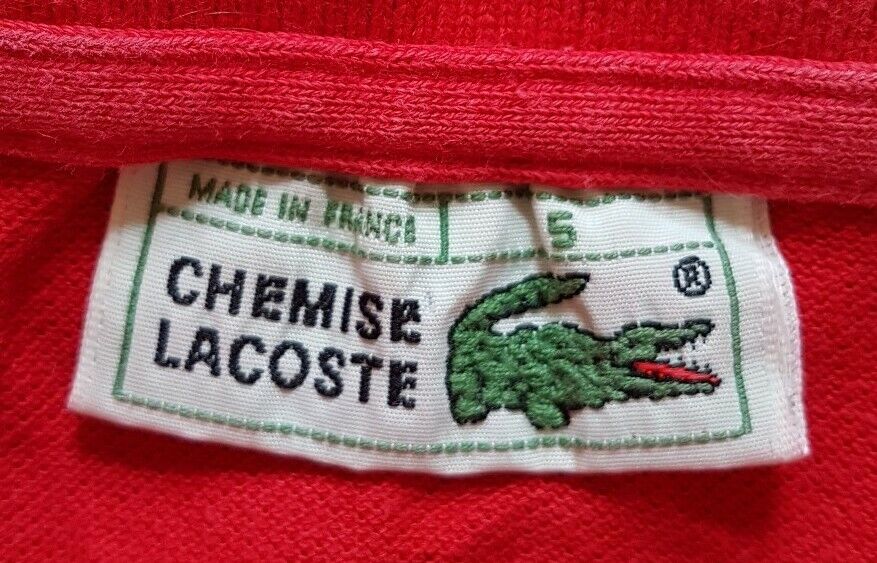 MADE IN FRANCE 5
CHEMISE ®
LACOSTE